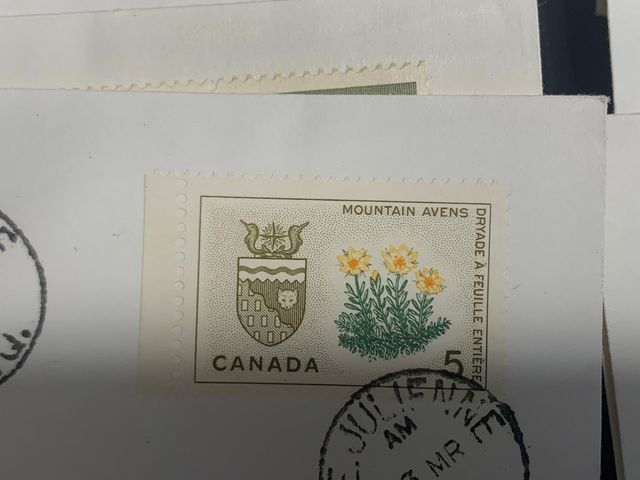 MOUNTAIN AVENS
DRYADE À FEUILLE ENTIÈRE
CANADA
5
JULIENNE
AM
MR